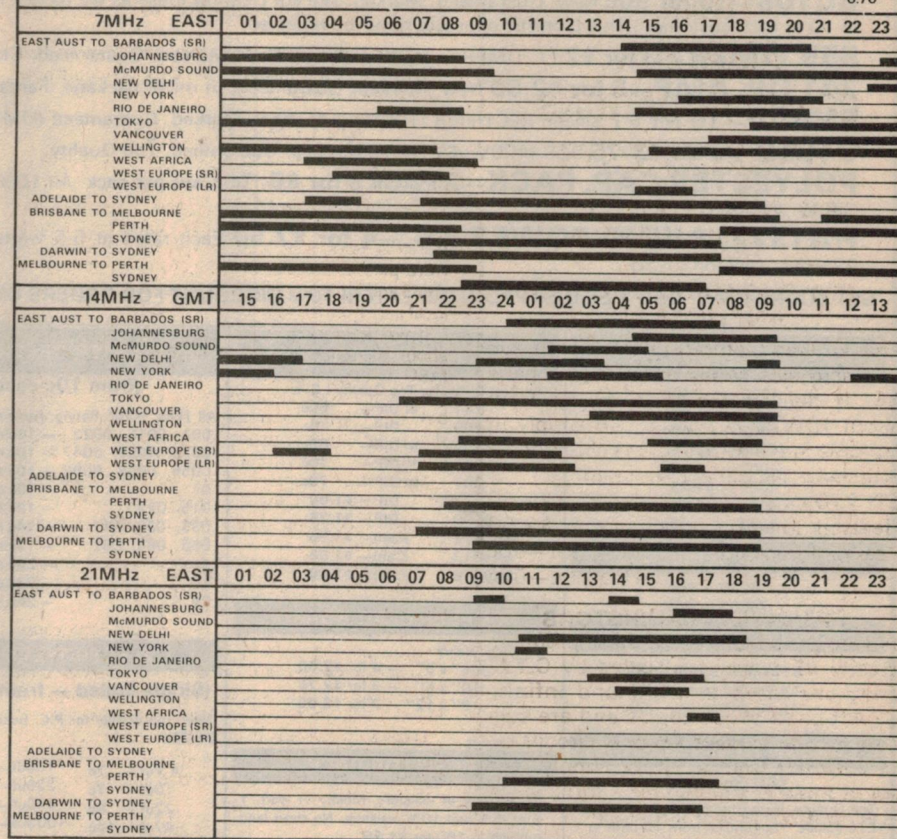 6.76
7MHz EAST 01 02 03 04 05 06 07 08 09 10 11 12 13 14 15 16 17 18 19 20 21 22 23
EAST AUST TO BARBADOS (SR)
JOHANNESBURG
McMURDO SOUND
NEW DELHI
NEW YORK
RIO DE JANEIRO
TOKYO
VANCOUVER
WELLINGTON
WEST AFRICA
WEST EUROPE (SR)
WEST EUROPE (LR)
ADELAIDE TO SYDNEY
BRISBANE TO MELBOURNE
PERTH
SYDNEY
DARWIN TO SYDNEY
MELBOURNE TO PERTH
SYDNEY
14MHz GMT 15 16 17 18 19 20 21 22 23 24 01 02 03 04 05 06 07 08 09 10 11 12 13
EAST AUST TO BARBADOS (SR)
JOHANNESBURG
McMURDO SOUND
NEW DELHI
NEW YORK
RIO DE JANEIRO
TOKYO
VANCOUVER
WELLINGTON
WEST AFRICA
WEST EUROPE (SR)
WEST EUROPE (LR)
ADELAIDE TO SYDNEY
BRISBANE TO MELBOURNE
PERTH
SYDNEY
DARWIN TO SYDNEY
MELBOURNE TO PERTH
SYDNEY
21MHz EAST 01 02 03 04 05 06 07 08 09 10 11 12 13 14 15 16 17 18 19 20 21 22 23
EAST AUST TO BARBADOS (SR)
JOHANNESBURG
McMURDO SOUND
NEW DELHI
NEW YORK
RIO DE JANEIRO
TOKYO
VANCOUVER
WELLINGTON
WEST AFRICA
WEST EUROPE (SR)
WEST EUROPE (LR)
ADELAIDE TO SYDNEY
BRISBANE TO MELBOURNE
PERTH
SYDNEY
DARWIN TO SYDNEY
MELBOURNE TO PERTH
SYDNEY